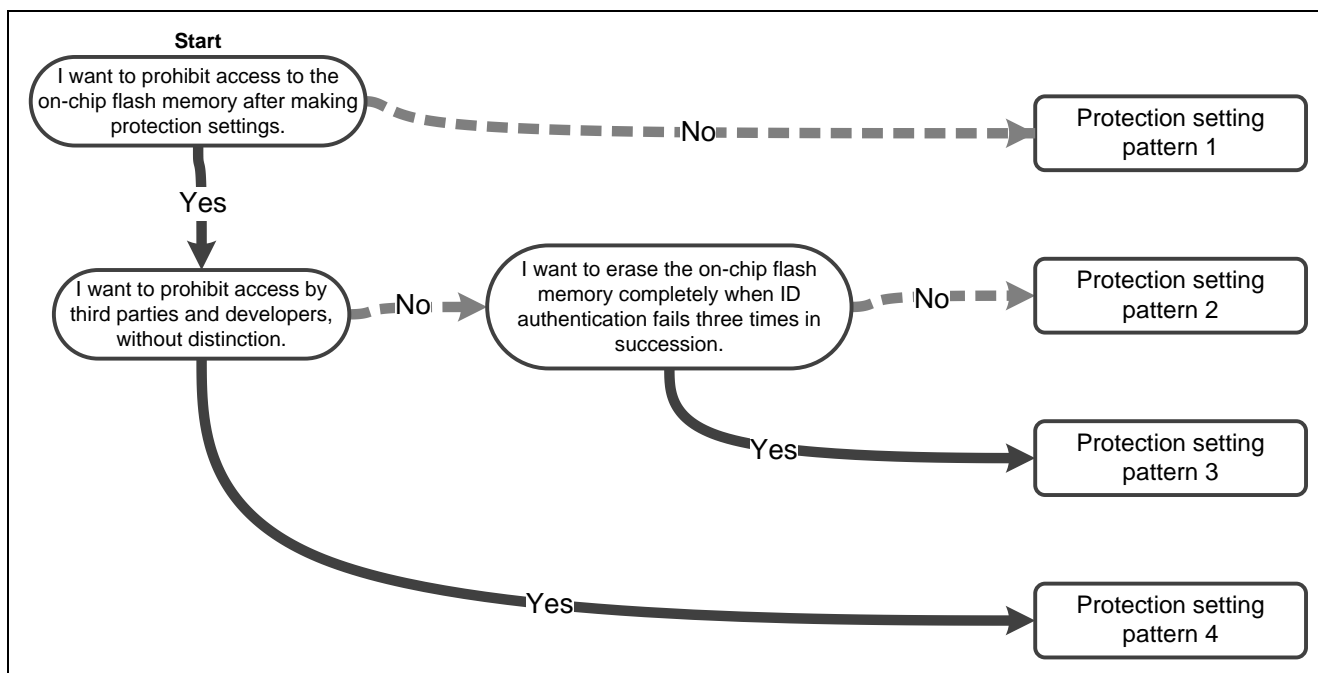 Start
I want to prohibit access to the
on-chip flash memory after making
protection settings.
No
Protection setting
pattern 1
Yes
I want to prohibit access by
third parties and developers,
without distinction.
No
I want to erase the on-chip flash
memory completely when ID
authentication fails three times in
succession.
No
Protection setting
pattern 2
Yes
Protection setting
pattern 3
Yes
Protection setting
pattern 4